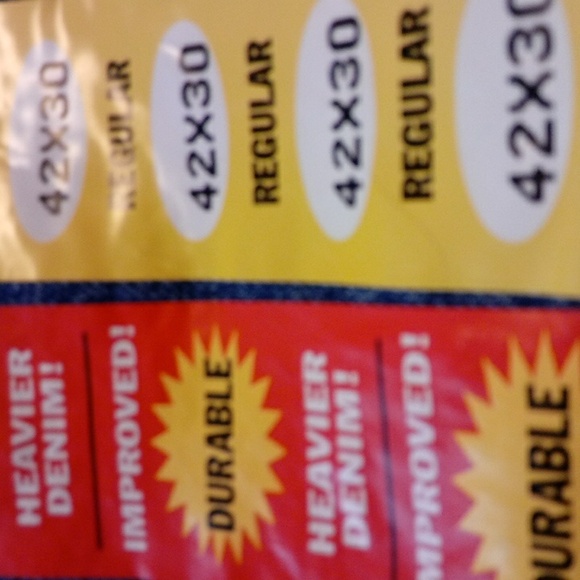 42X30
REGULAR
42X30
REGULAR
42X30
REGULAR
42X30
HEAVIER
DENIM!
IMPROVED!
DURABLE
HEAVIER
DENIM!
IMPROVED!
DURABLE